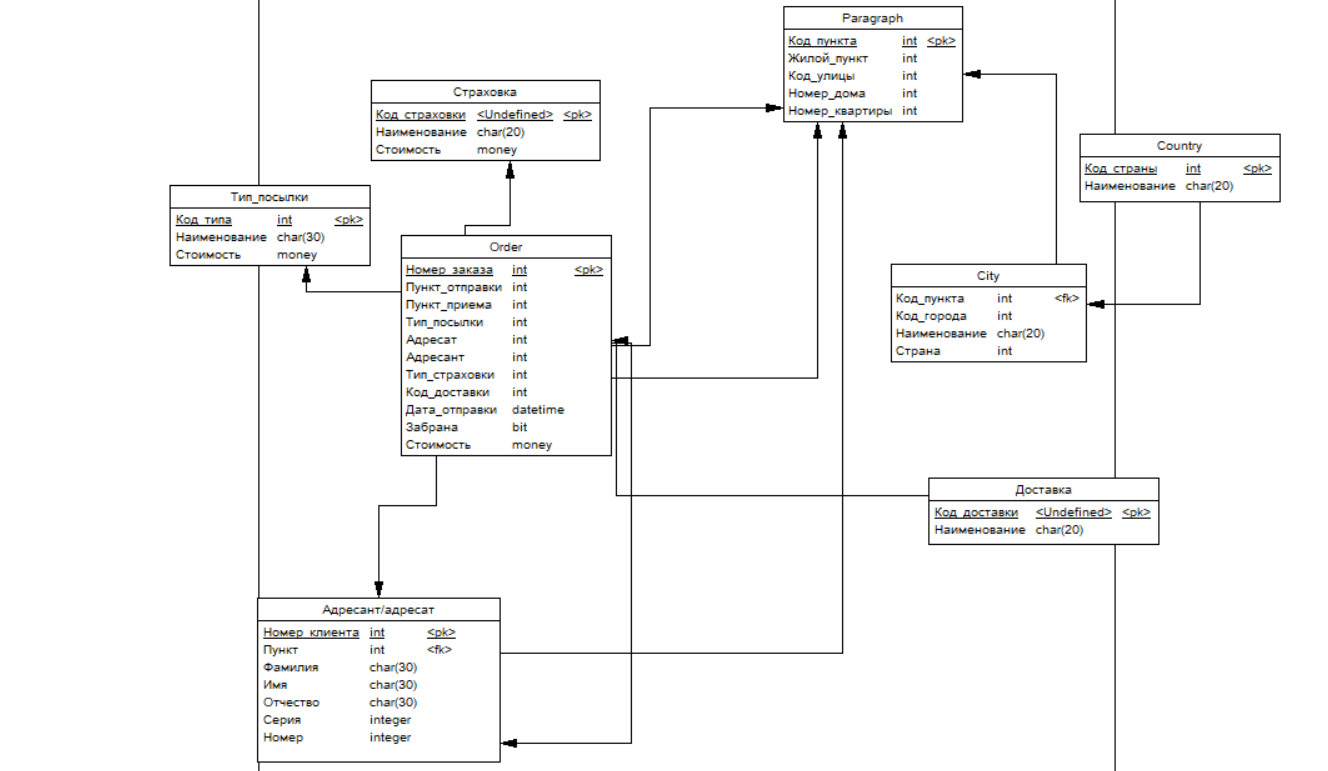 Paragraph
Код_пункта int <pk>
Жилой_пункт int
Код_улицы int
Номер_дома int
Номер_квартиры int
Страховка
Код_страховки <Undefined> <pk>
Наименование char(20)
Стоимость money
Country
Код_страны int <pk>
Наименование char(20)
Тип_посылки
Код_типа int <pk>
Наименование char(30)
Стоимость money
Order
Номер_заказа int <pk>
Пункт_отправки int
Пункт_приема int
Тип_посылки int
Адресат int
Адресант int
Тип_страховки int
Код_доставки int
Дата_отправки datetime
Забрана bit
Стоимость money
City
Код_пункта int <fk>
Код_города int
Наименование char(20)
Страна int
Доставка
Код_доставки <Undefined> <pk>
Наименование char(20)
Адресант/адресат
Номер_клиента int <pk>
Пункт int <fk>
Фамилия char(30)
Имя char(30)
Отчество char(30)
Серия integer
Номер integer